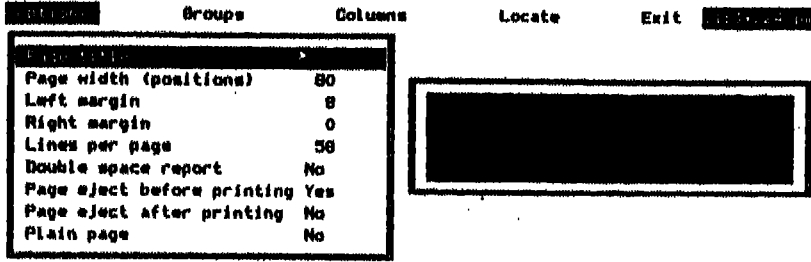 Groups Columns Locate Exit
Page width (positions) 80
Left margin 8
Right margin 0
Lines per page 58
Double space report No
Page eject before printing Yes
Page eject after printing No
Plain page No